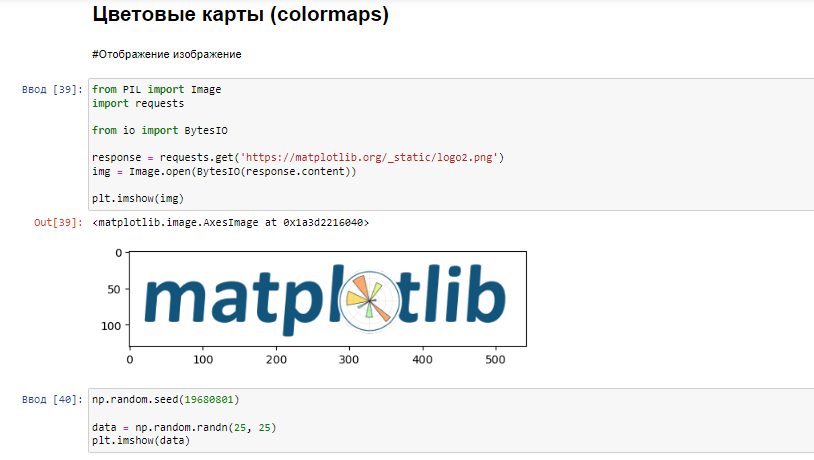 Цветовые карты (colormaps)
#Отображение изображение
Ввод [39]: from PIL import Image
import requests
from io import BytesIO
response = requests.get('https://matplotlib.org/_static/logo2.png')
img = Image.open(BytesIO(response.content))
plt.imshow(img)
Out[39]: <matplotlib.image.AxesImage at 0x1a3d2216040>
0
50
100
matplotlib
0 100 200 300 400 500
Ввод [40]: np.random.seed(19680801)
data = np.random.randn(25, 25)
plt.imshow(data)